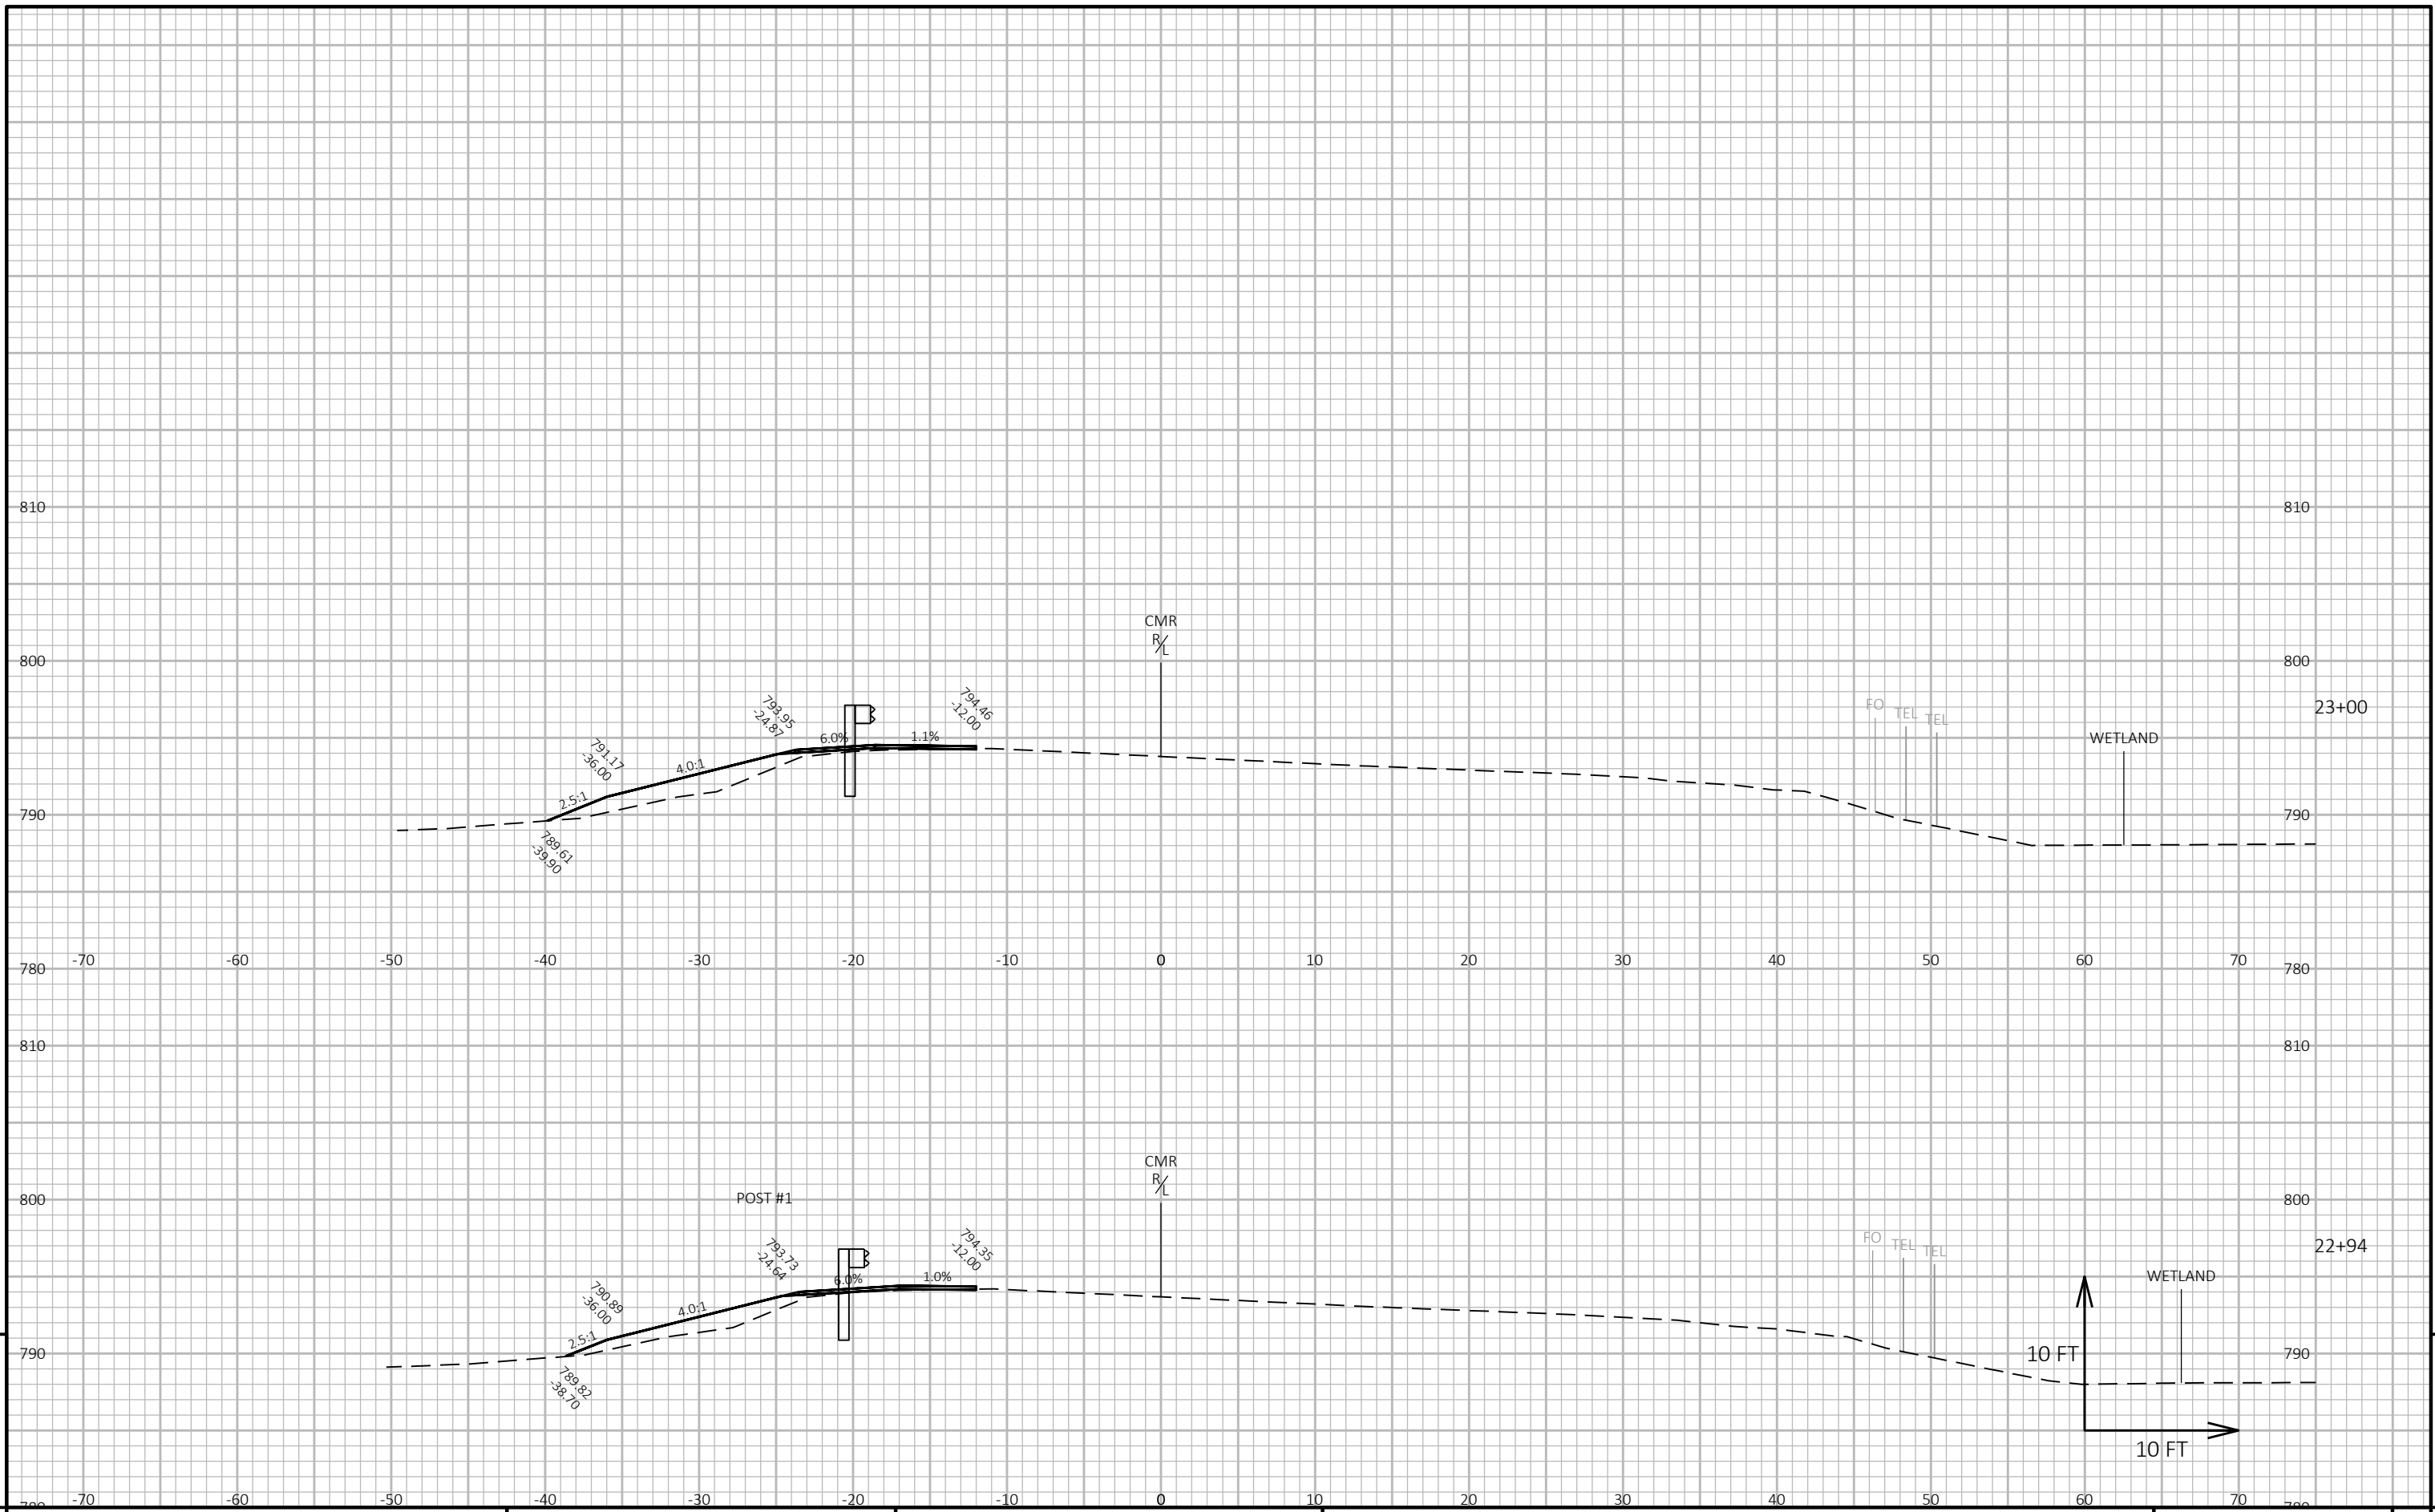 810 810
CMR
R/L
800 800
793.95
-24.87
794.46
-12.00
FO TEL TEL
23+00
791.17
-36.00
4.0:1
6.0%
1.1%
WETLAND
2.5:1
790 790
789.61
-39.90
-70 -60 -50 -40 -30 -20 -10 0 10 20 30 40 50 60 70
780 780
810 810
CMR
R/L
800 POST #1 800
793.73
-24.64
794.35
-12.00
FO TEL TEL
22+94
790.89
-36.00
4.0:1
6.0%
1.0%
WETLAND
2.5:1
790 10 FT 790
789.82
-38.70
10 FT
-70 -60 -50 -40 -30 -20 -10 0 10 20 30 40 50 60 70